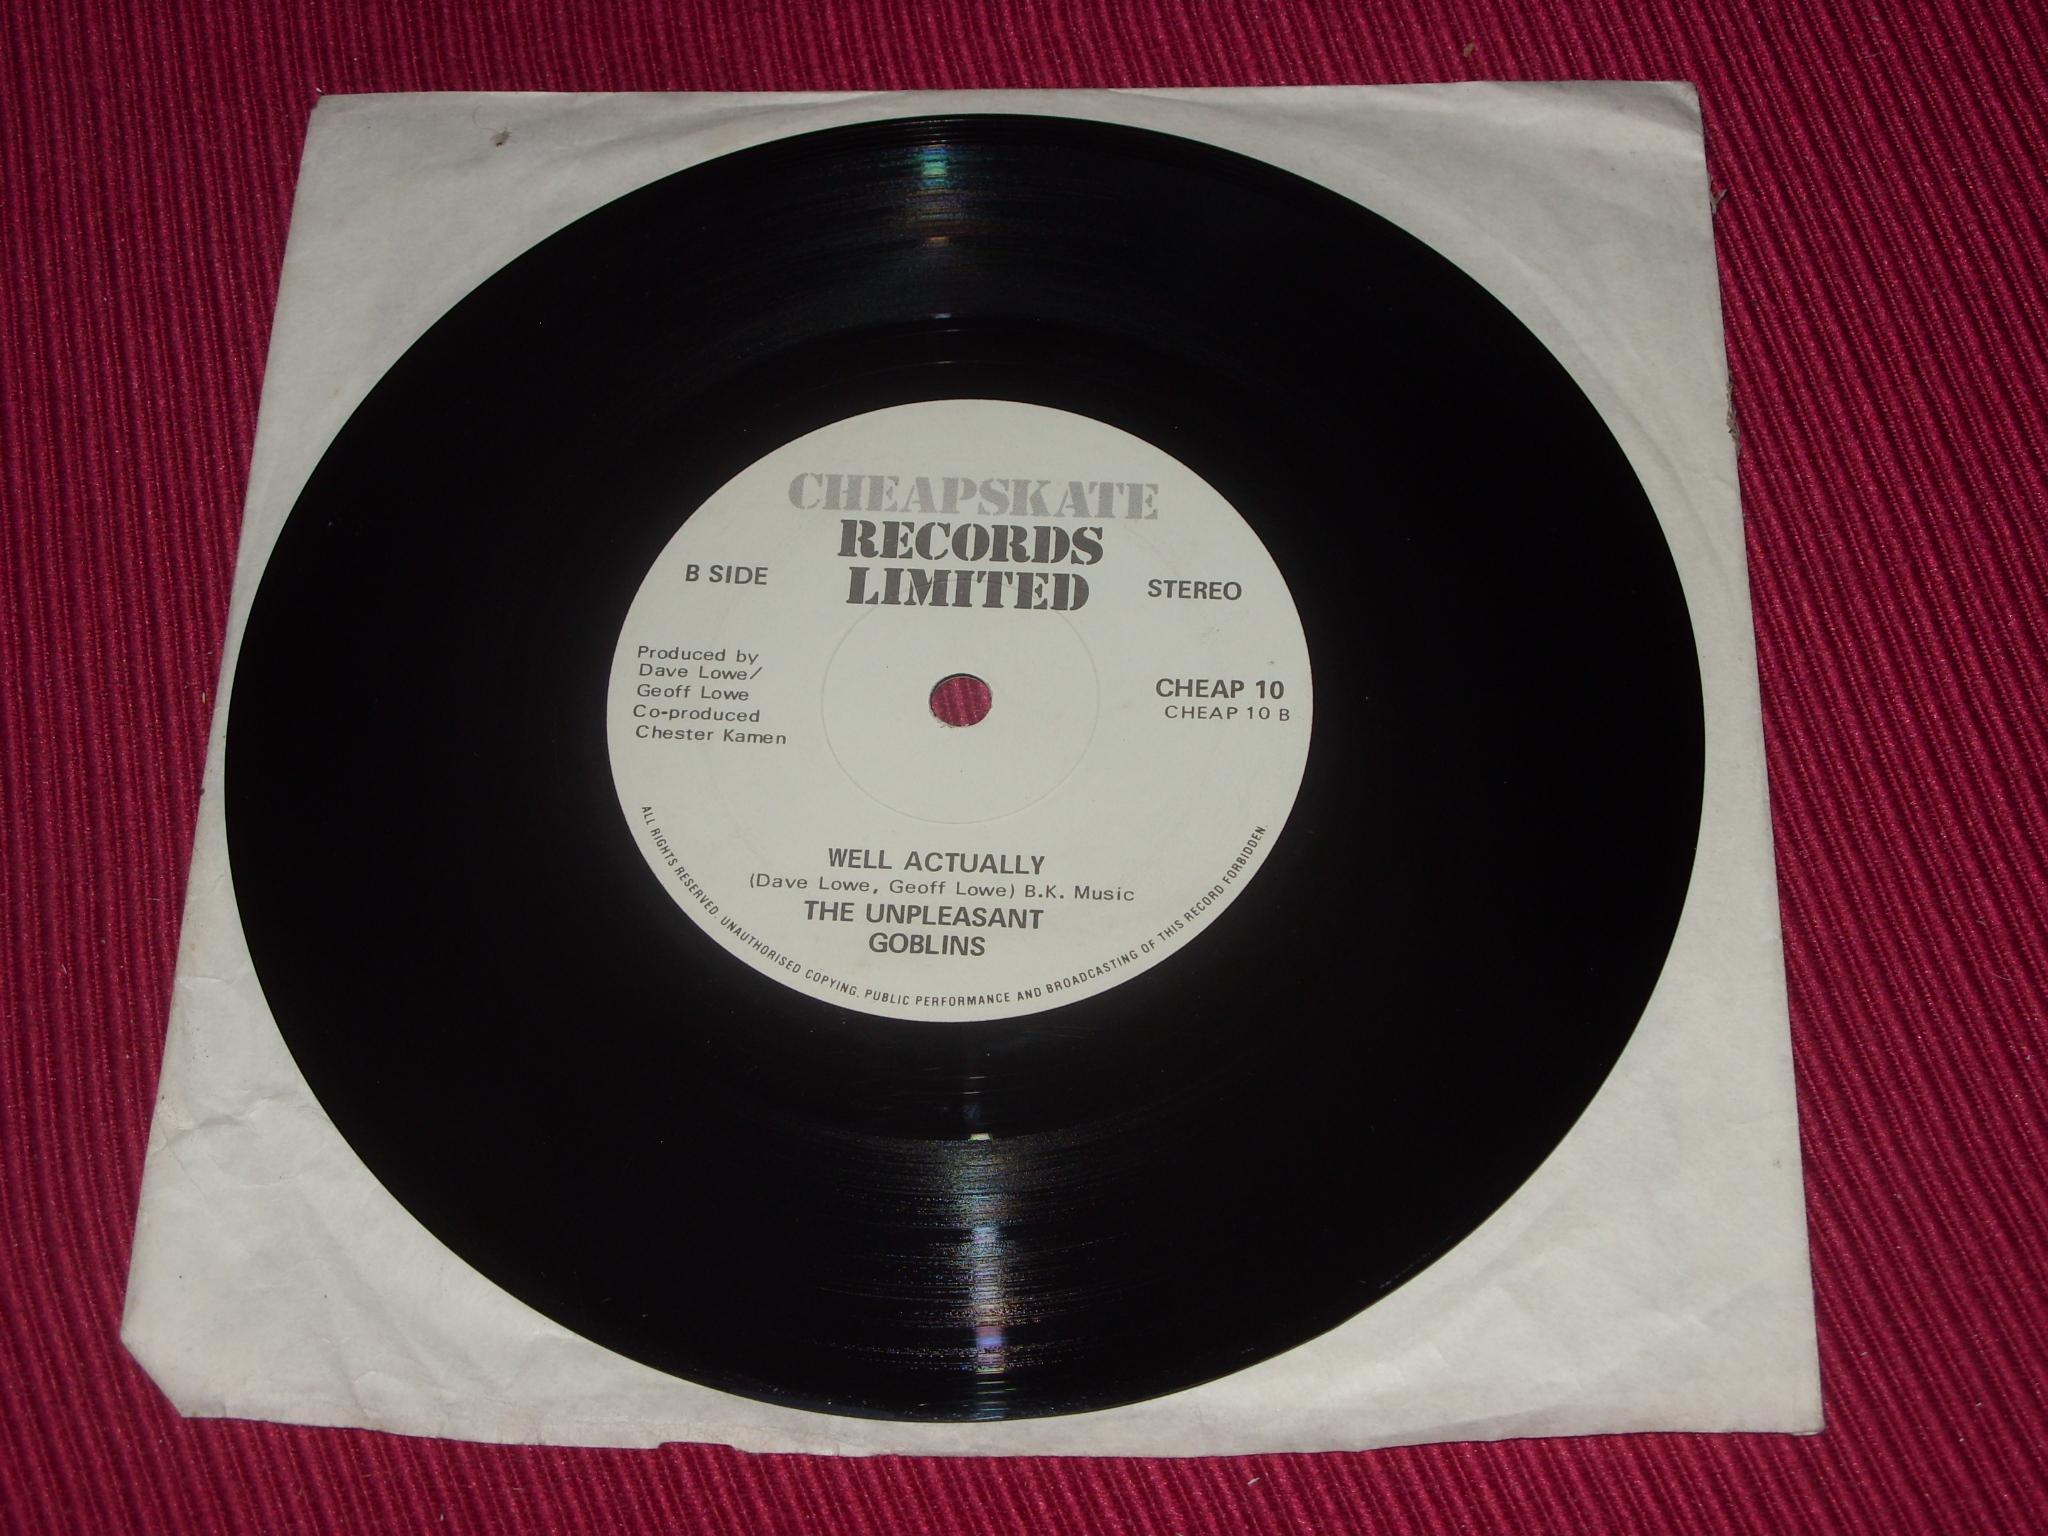 CHEAPSKATE
RECORDS
LIMITED
B SIDE
STEREO
Produced by
Dave Lowe/
Geoff Lowe
Co-produced
Chester Kamen
CHEAP 10
CHEAP 10 B
WELL ACTUALLY
(Dave Lowe, Geoff Lowe) B.K. Music
THE UNPLEASANT
GOBLINS
ALL RIGHTS RESERVED. UNAUTHORISED COPYING, PUBLIC PERFORMANCE AND BROADCASTING OF THIS RECORD FORBIDDEN.